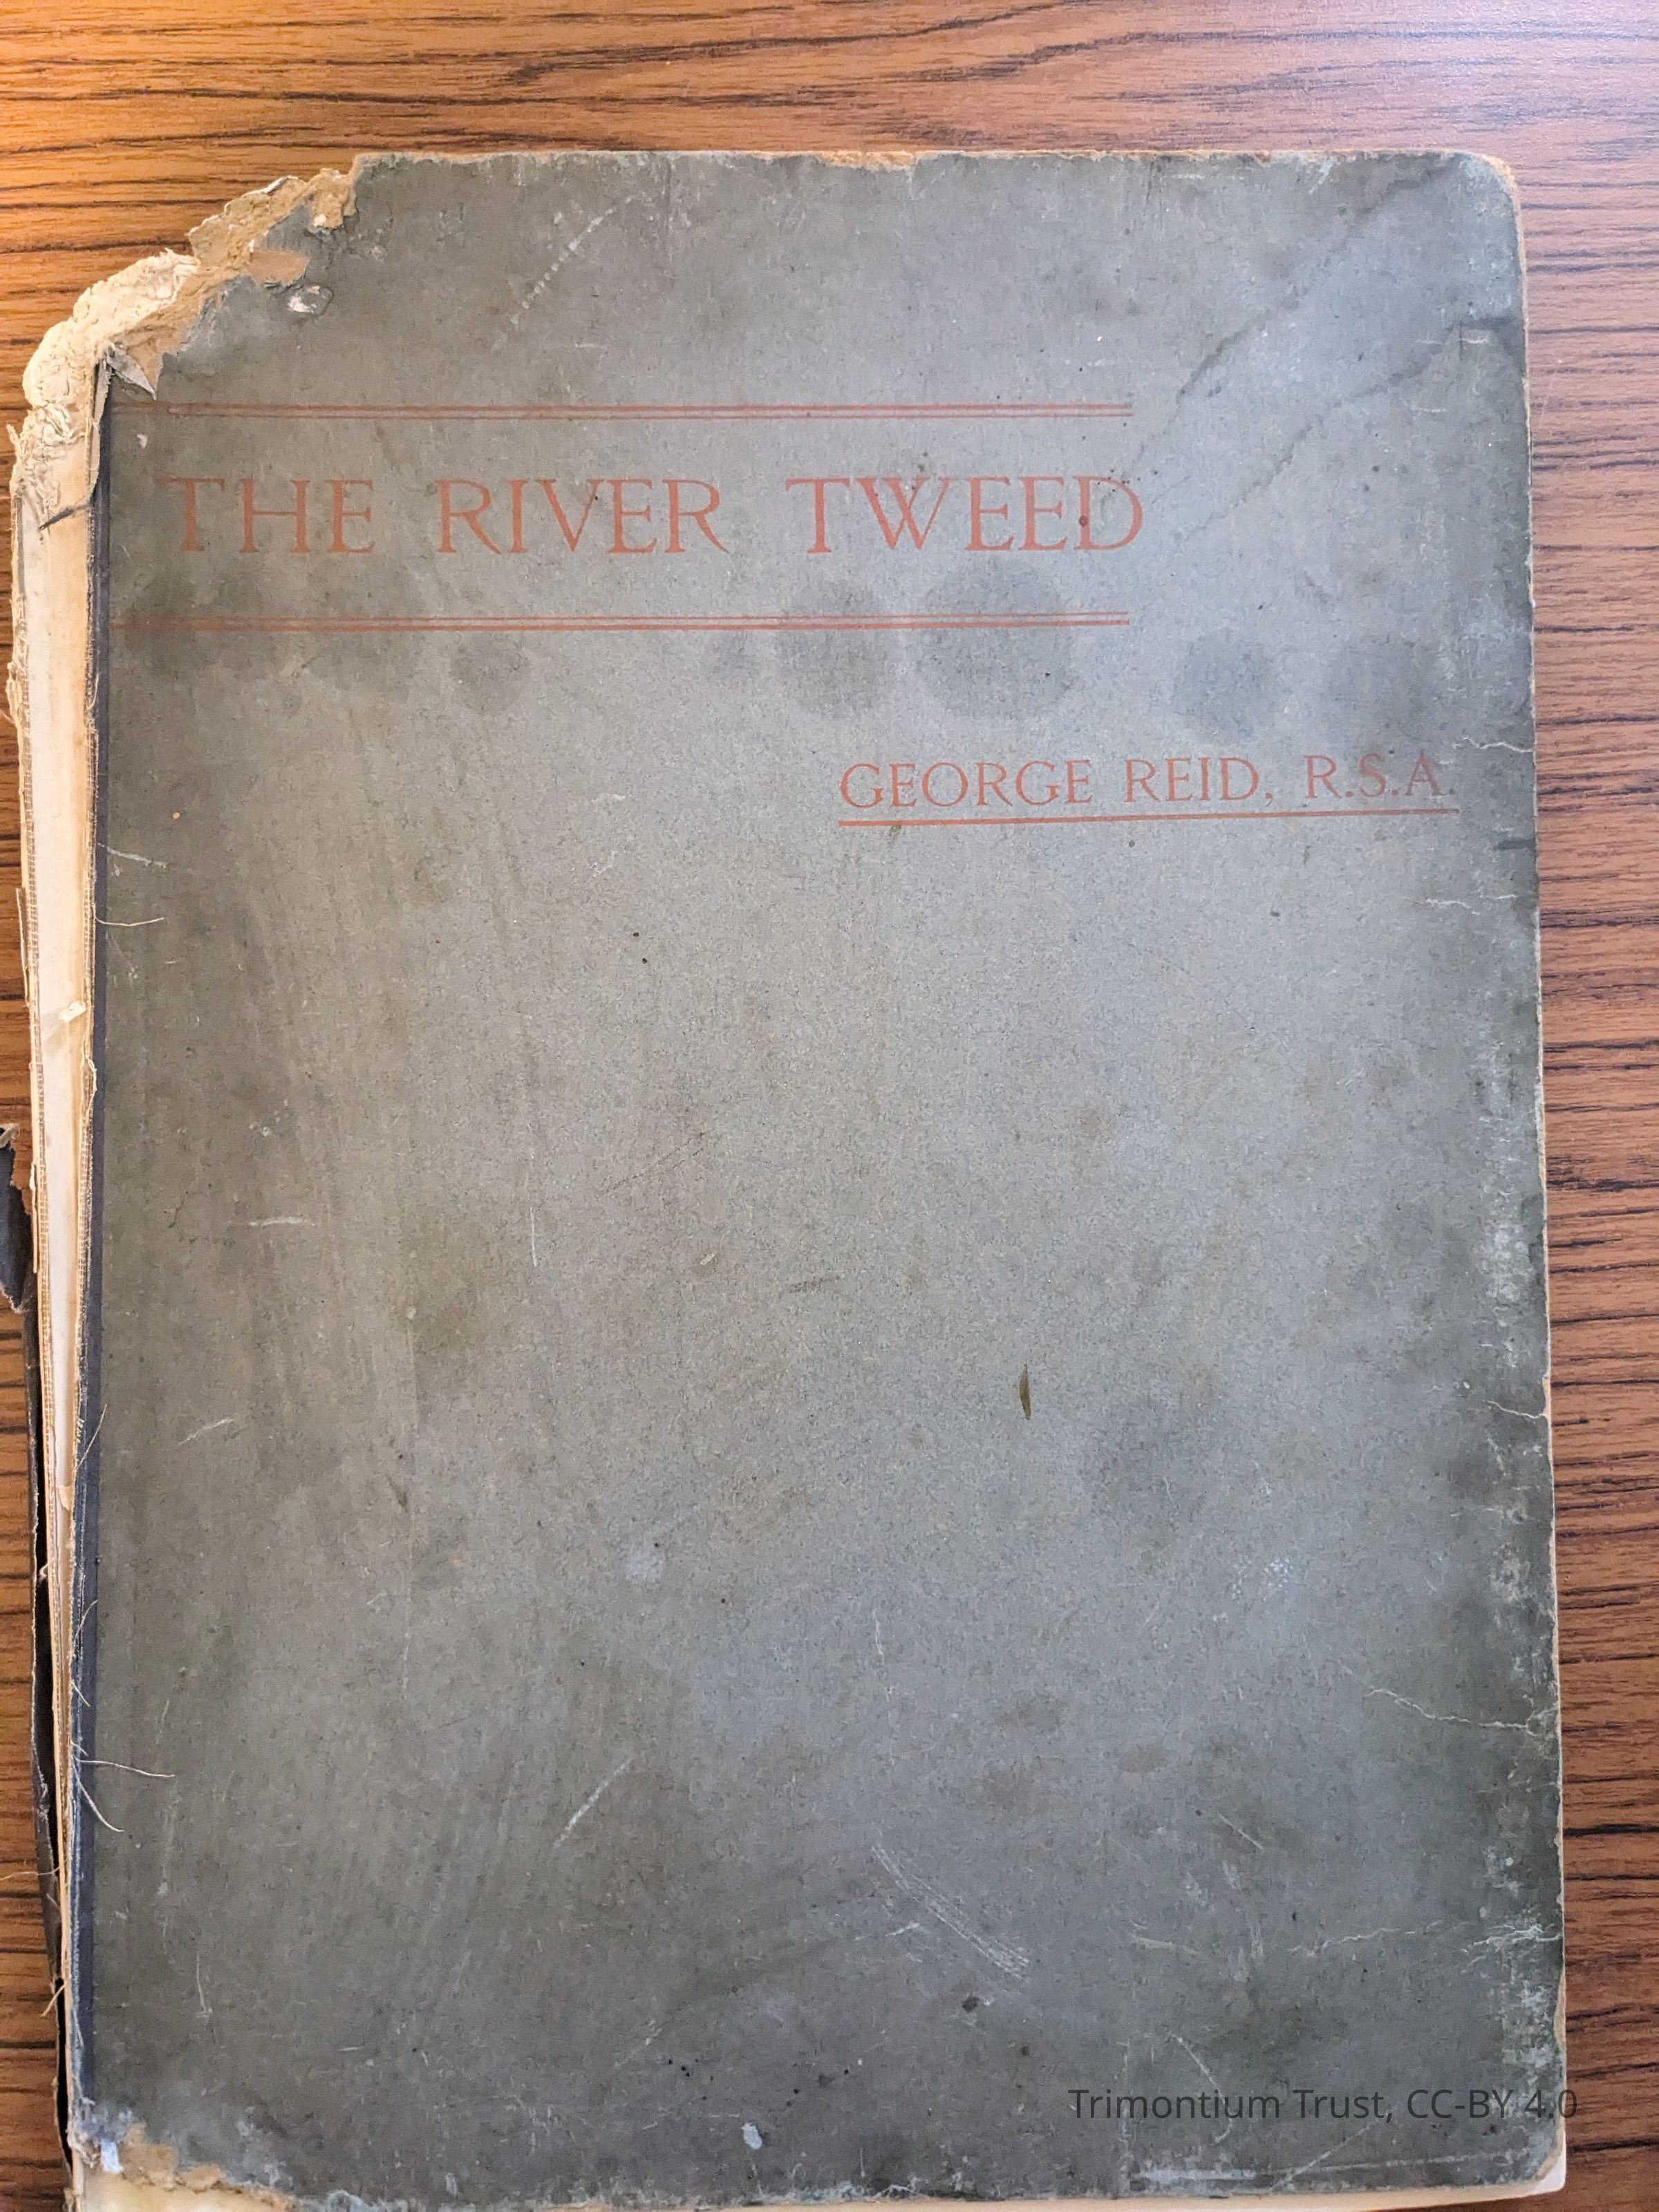 THE RIVER TWEED
GEORGE REID, R.S.A.
Trimontium Trust, CC-BY 4.0